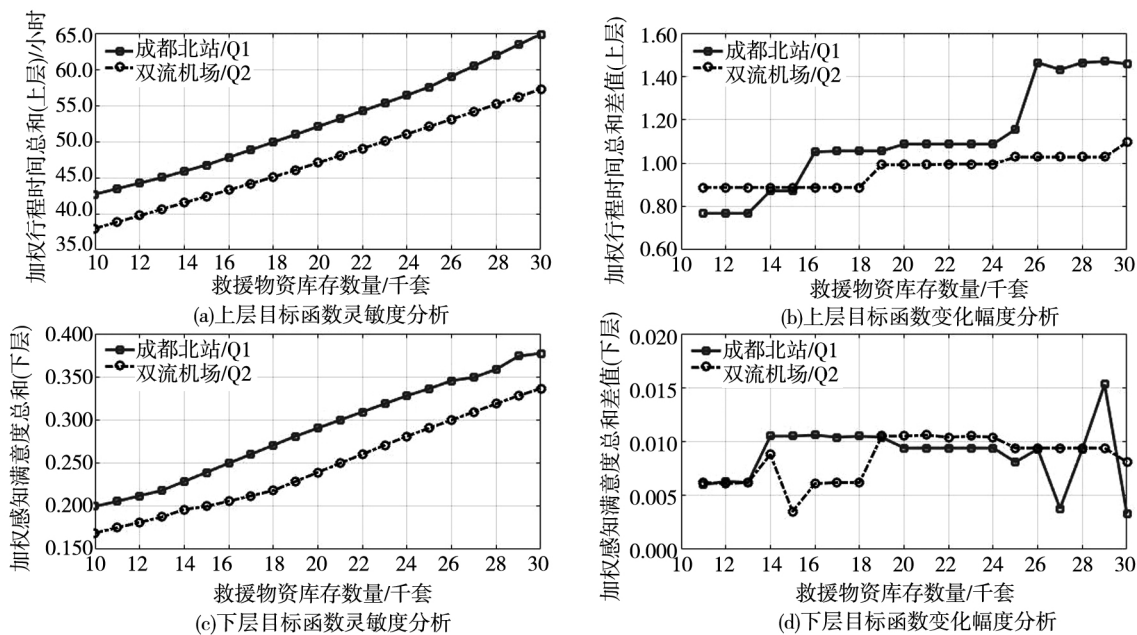 加权行程时间总和(上层)/小时
65.0
60.0
55.0
50.0
45.0
40.0
35.0
成都北站/Q1
双流机场/Q2
10 12 14 16 18 20 22 24 26 28 30
救援物资库存数量/千套
(a)上层目标函数灵敏度分析
加权行程时间总和差值(上层)
1.60
1.40
1.20
1.00
0.80
0.60
成都北站/Q1
双流机场/Q2
10 12 14 16 18 20 22 24 26 28 30
救援物资库存数量/千套
(b)上层目标函数变化幅度分析
加权感知满意度总和(下层)
0.400
0.350
0.300
0.250
0.200
0.150
成都北站/Q1
双流机场/Q2
10 12 14 16 18 20 22 24 26 28 30
救援物资库存数量/千套
(c)下层目标函数灵敏度分析
加权感知满意度总和差值(下层)
0.020
0.015
0.010
0.005
0.000
成都北站/Q1
双流机场/Q2
10 12 14 16 18 20 22 24 26 28 30
救援物资库存数量/千套
(d)下层目标函数变化幅度分析